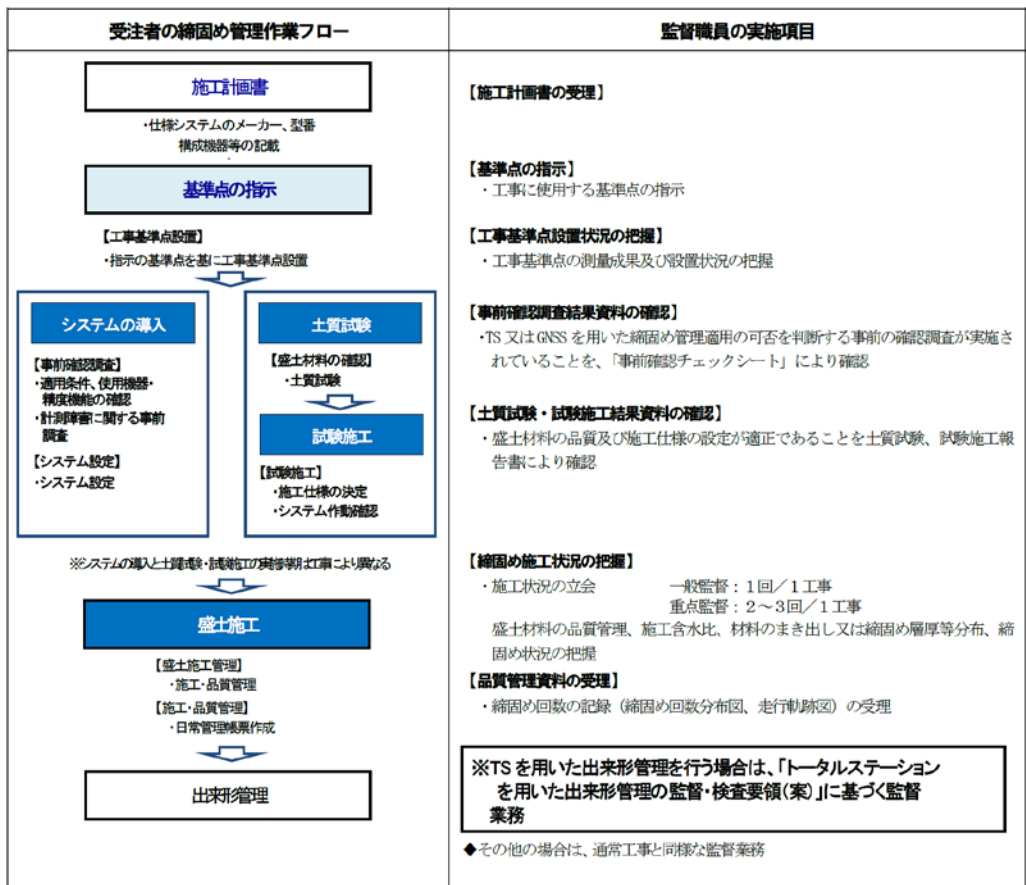 受注者の締固め管理作業フロー
監督職員の実施項目
施工計画書
・仕様システムのメーカー、型番
構成機器等の記載
基準点の指示
【工事基準点設置】
・指示の基準点を基に工事基準点設置
システムの導入
【事前確認調査】
・適用条件、使用機器・
精度機能の確認
・計測障害に関する事前
調査
【システム設定】
・システム設定
土質試験
【盛土材料の確認】
・土質試験
試験施工
【試験施工】
・施工仕様の決定
・システム作動確認
※システムの導入と土質試験・試験施工の実施時期は工事により異なる
盛土施工
【盛土施工管理】
・施工・品質管理
【施工・品質管理】
・日常管理帳票作成
出来形管理
【施工計画書の受理】
【基準点の指示】
・工事に使用する基準点の指示
【工事基準点設置状況の把握】
・工事基準点の測量成果及び設置状況の把握
【事前確認調査結果資料の確認】
・TS 又は GNSS を用いた締固め管理適用の可否を判断する事前の確認調査が実施さ
れていることを、「事前確認チェックシート」により確認
【土質試験・試験施工結果資料の確認】
・盛土材料の品質及び施工仕様の設定が適正であることを土質試験、試験施工報
告書により確認
【締固め施工状況の把握】
・施工状況の立会 一般監督：１回／１工事
重点監督：２～３回／１工事
盛土材料の品質管理、施工含水比、材料のまき出し又は締固め層厚等分布、締
固め状況の把握
【品質管理資料の受理】
・締固め回数の記録（締固め回数分布図、走行軌跡図）の受理
※TS を用いた出来形管理を行う場合は、「トータルステーション
を用いた出来形管理の監督・検査要領（案）」に基づく監督
業務
◆その他の場合は、通常工事と同様な監督業務